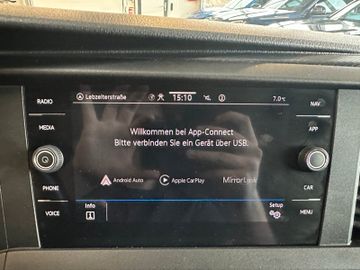 RADIO
MEDIA
PHONE
VOICE
Lebzelterstraße
15:10
7.0°C
Willkommen bei App-Connect
Bitte verbinden Sie ein Gerät über USB.
Android Auto
Apple CarPlay
MirrorLink
Info
Setup
NAV
APP
CAR
MENU